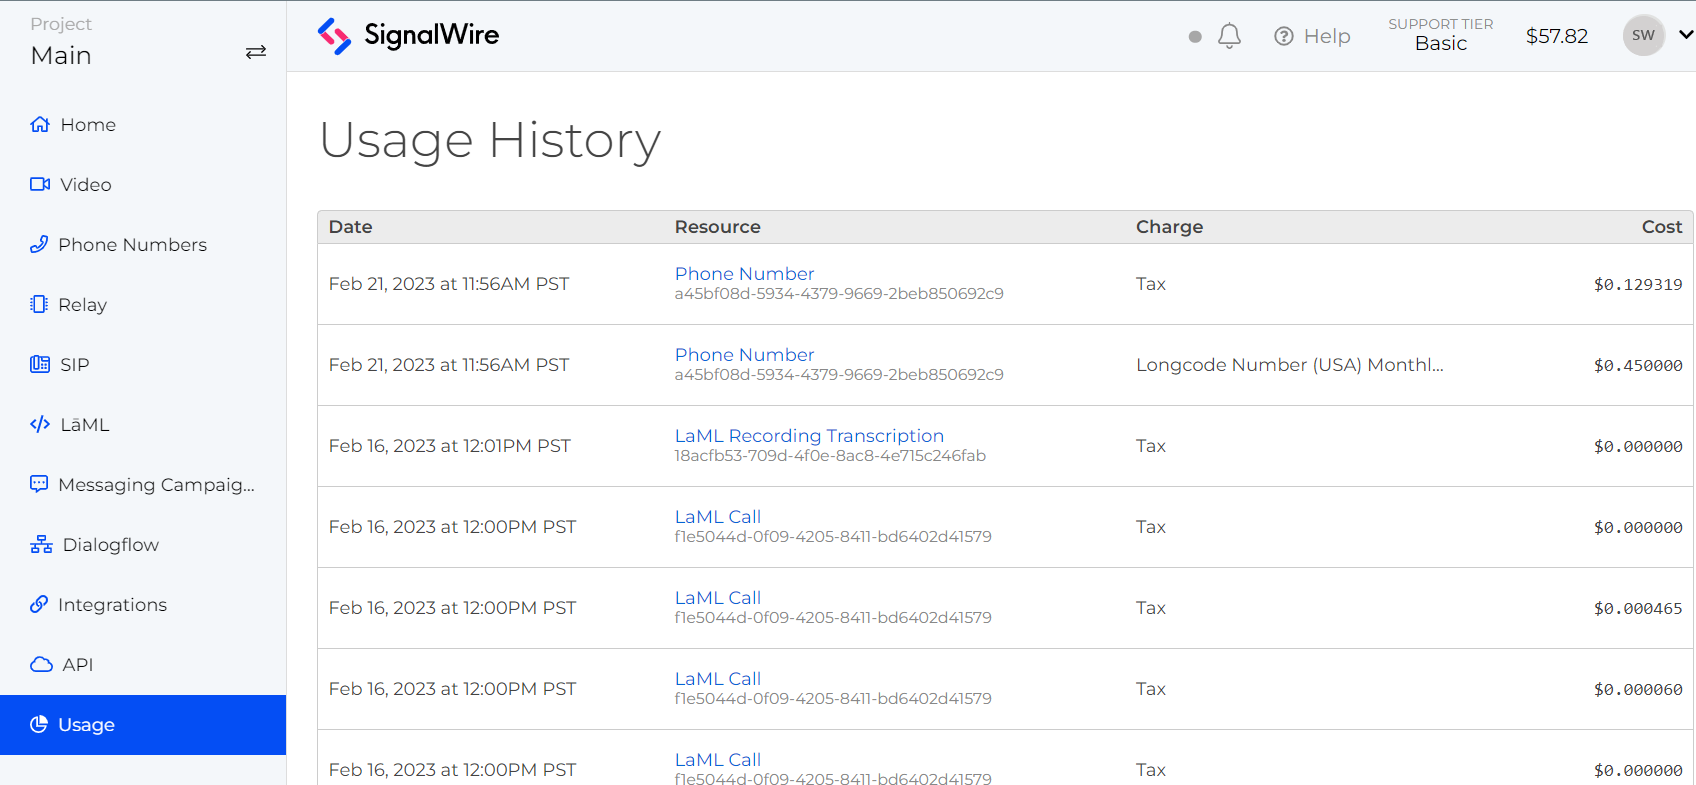 Project
Main
Home
Video
Phone Numbers
Relay
SIP
LāML
Messaging Campaig...
Dialogflow
Integrations
API
Usage
SignalWire
Help
SUPPORT TIER
Basic
$57.82
SW
Usage History
Date Resource Charge Cost
Feb 21, 2023 at 11:56AM PST Phone Number Tax $0.129319
a45bf08d-5934-4379-9669-2beb850692c9
Feb 21, 2023 at 11:56AM PST Phone Number Longcode Number (USA) Monthl... $0.450000
a45bf08d-5934-4379-9669-2beb850692c9
Feb 16, 2023 at 12:01PM PST LaML Recording Transcription Tax $0.000000
18acfb53-709d-4f0e-8ac8-4e715c246fab
Feb 16, 2023 at 12:00PM PST LaML Call Tax $0.000000
f1e5044d-0f09-4205-8411-bd6402d41579
Feb 16, 2023 at 12:00PM PST LaML Call Tax $0.000465
f1e5044d-0f09-4205-8411-bd6402d41579
Feb 16, 2023 at 12:00PM PST LaML Call Tax $0.000060
f1e5044d-0f09-4205-8411-bd6402d41579
Feb 16, 2023 at 12:00PM PST LaML Call Tax $0.000000
f1e5044d-0f09-4205-8411-bd6402d41579